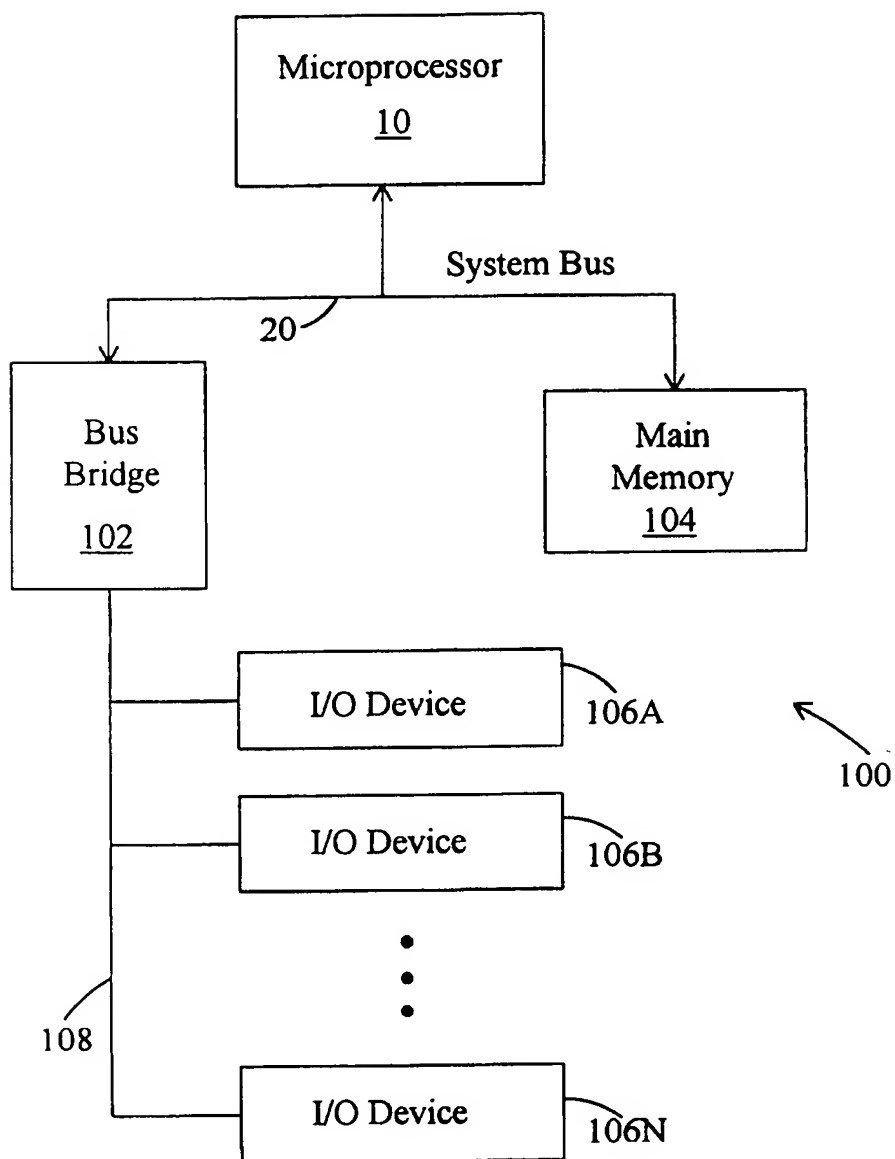 Microprocessor
10
System Bus
20
Bus
Bridge
102
Main
Memory
104
I/O Device
106A
100
I/O Device
106B
108
I/O Device
106N